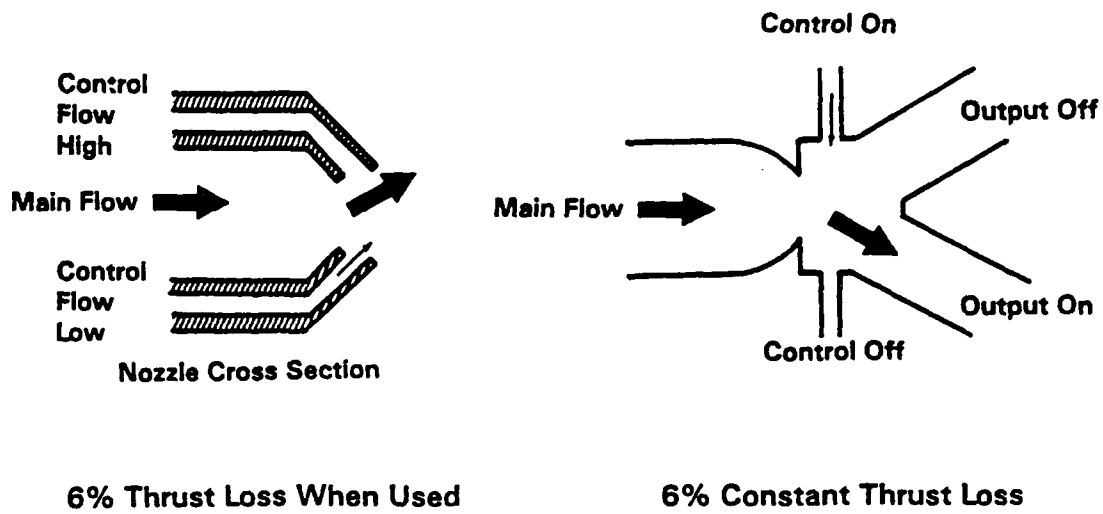 Control
Flow
High
Main Flow
Control
Flow
Low
Nozzle Cross Section
6% Thrust Loss When Used
Control On
Output Off
Main Flow
Output On
Control Off
6% Constant Thrust Loss